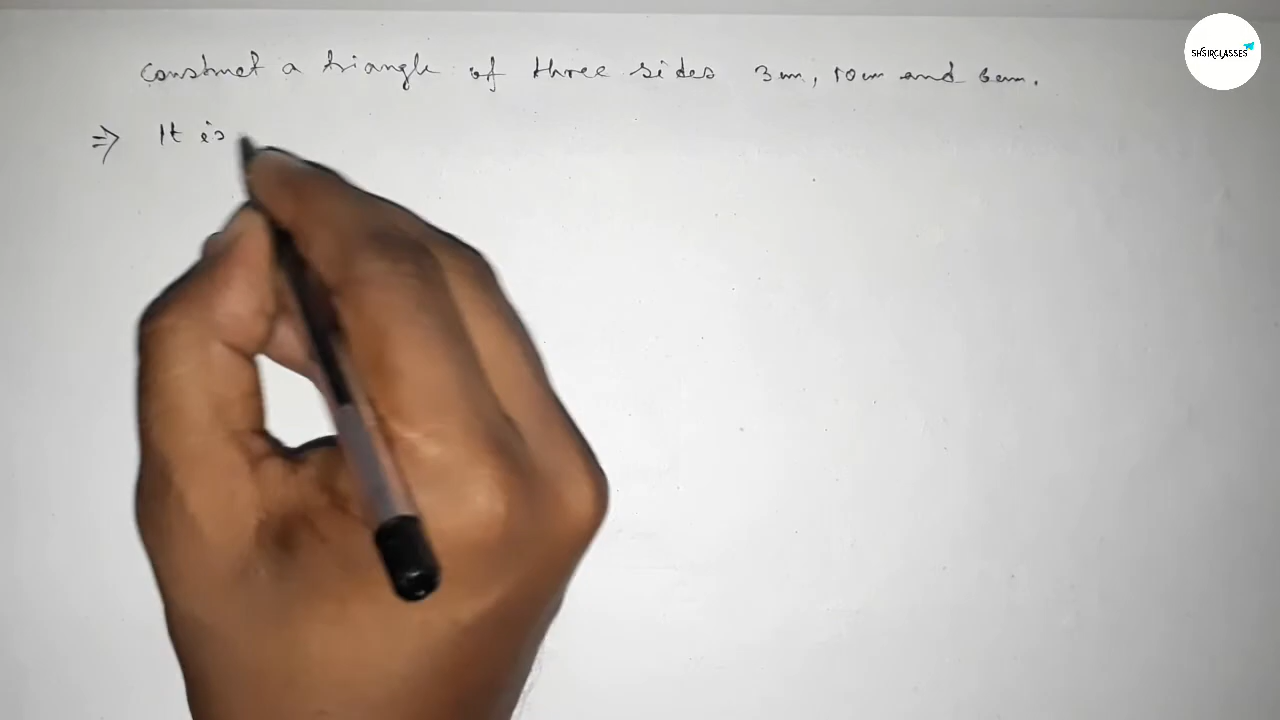 construct a triangle of three sides 3cm, 10cm and 6cm.
⇒ It is
SHSIRCLASSES